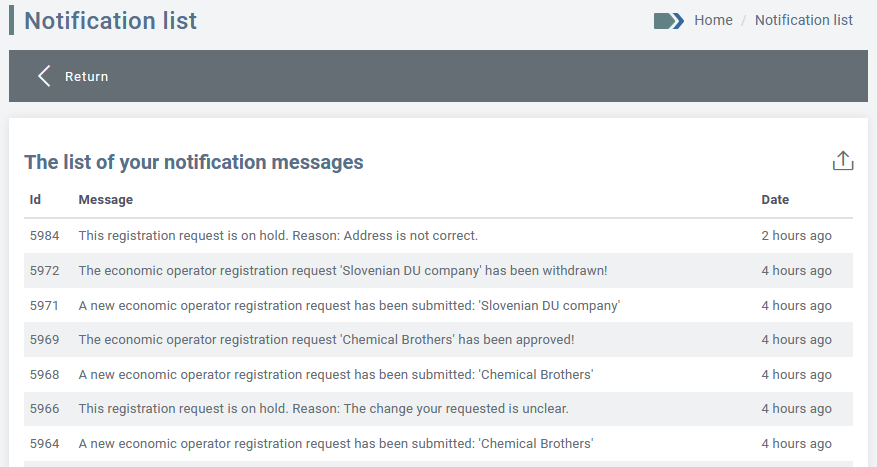 Notification list
Home / Notification list
Return
The list of your notification messages
Id Message Date
5984 This registration request is on hold. Reason: Address is not correct. 2 hours ago
5972 The economic operator registration request 'Slovenian DU company' has been withdrawn! 4 hours ago
5971 A new economic operator registration request has been submitted: 'Slovenian DU company' 4 hours ago
5969 The economic operator registration request 'Chemical Brothers' has been approved! 4 hours ago
5968 A new economic operator registration request has been submitted: 'Chemical Brothers' 4 hours ago
5966 This registration request is on hold. Reason: The change your requested is unclear. 4 hours ago
5964 A new economic operator registration request has been submitted: 'Chemical Brothers' 4 hours ago